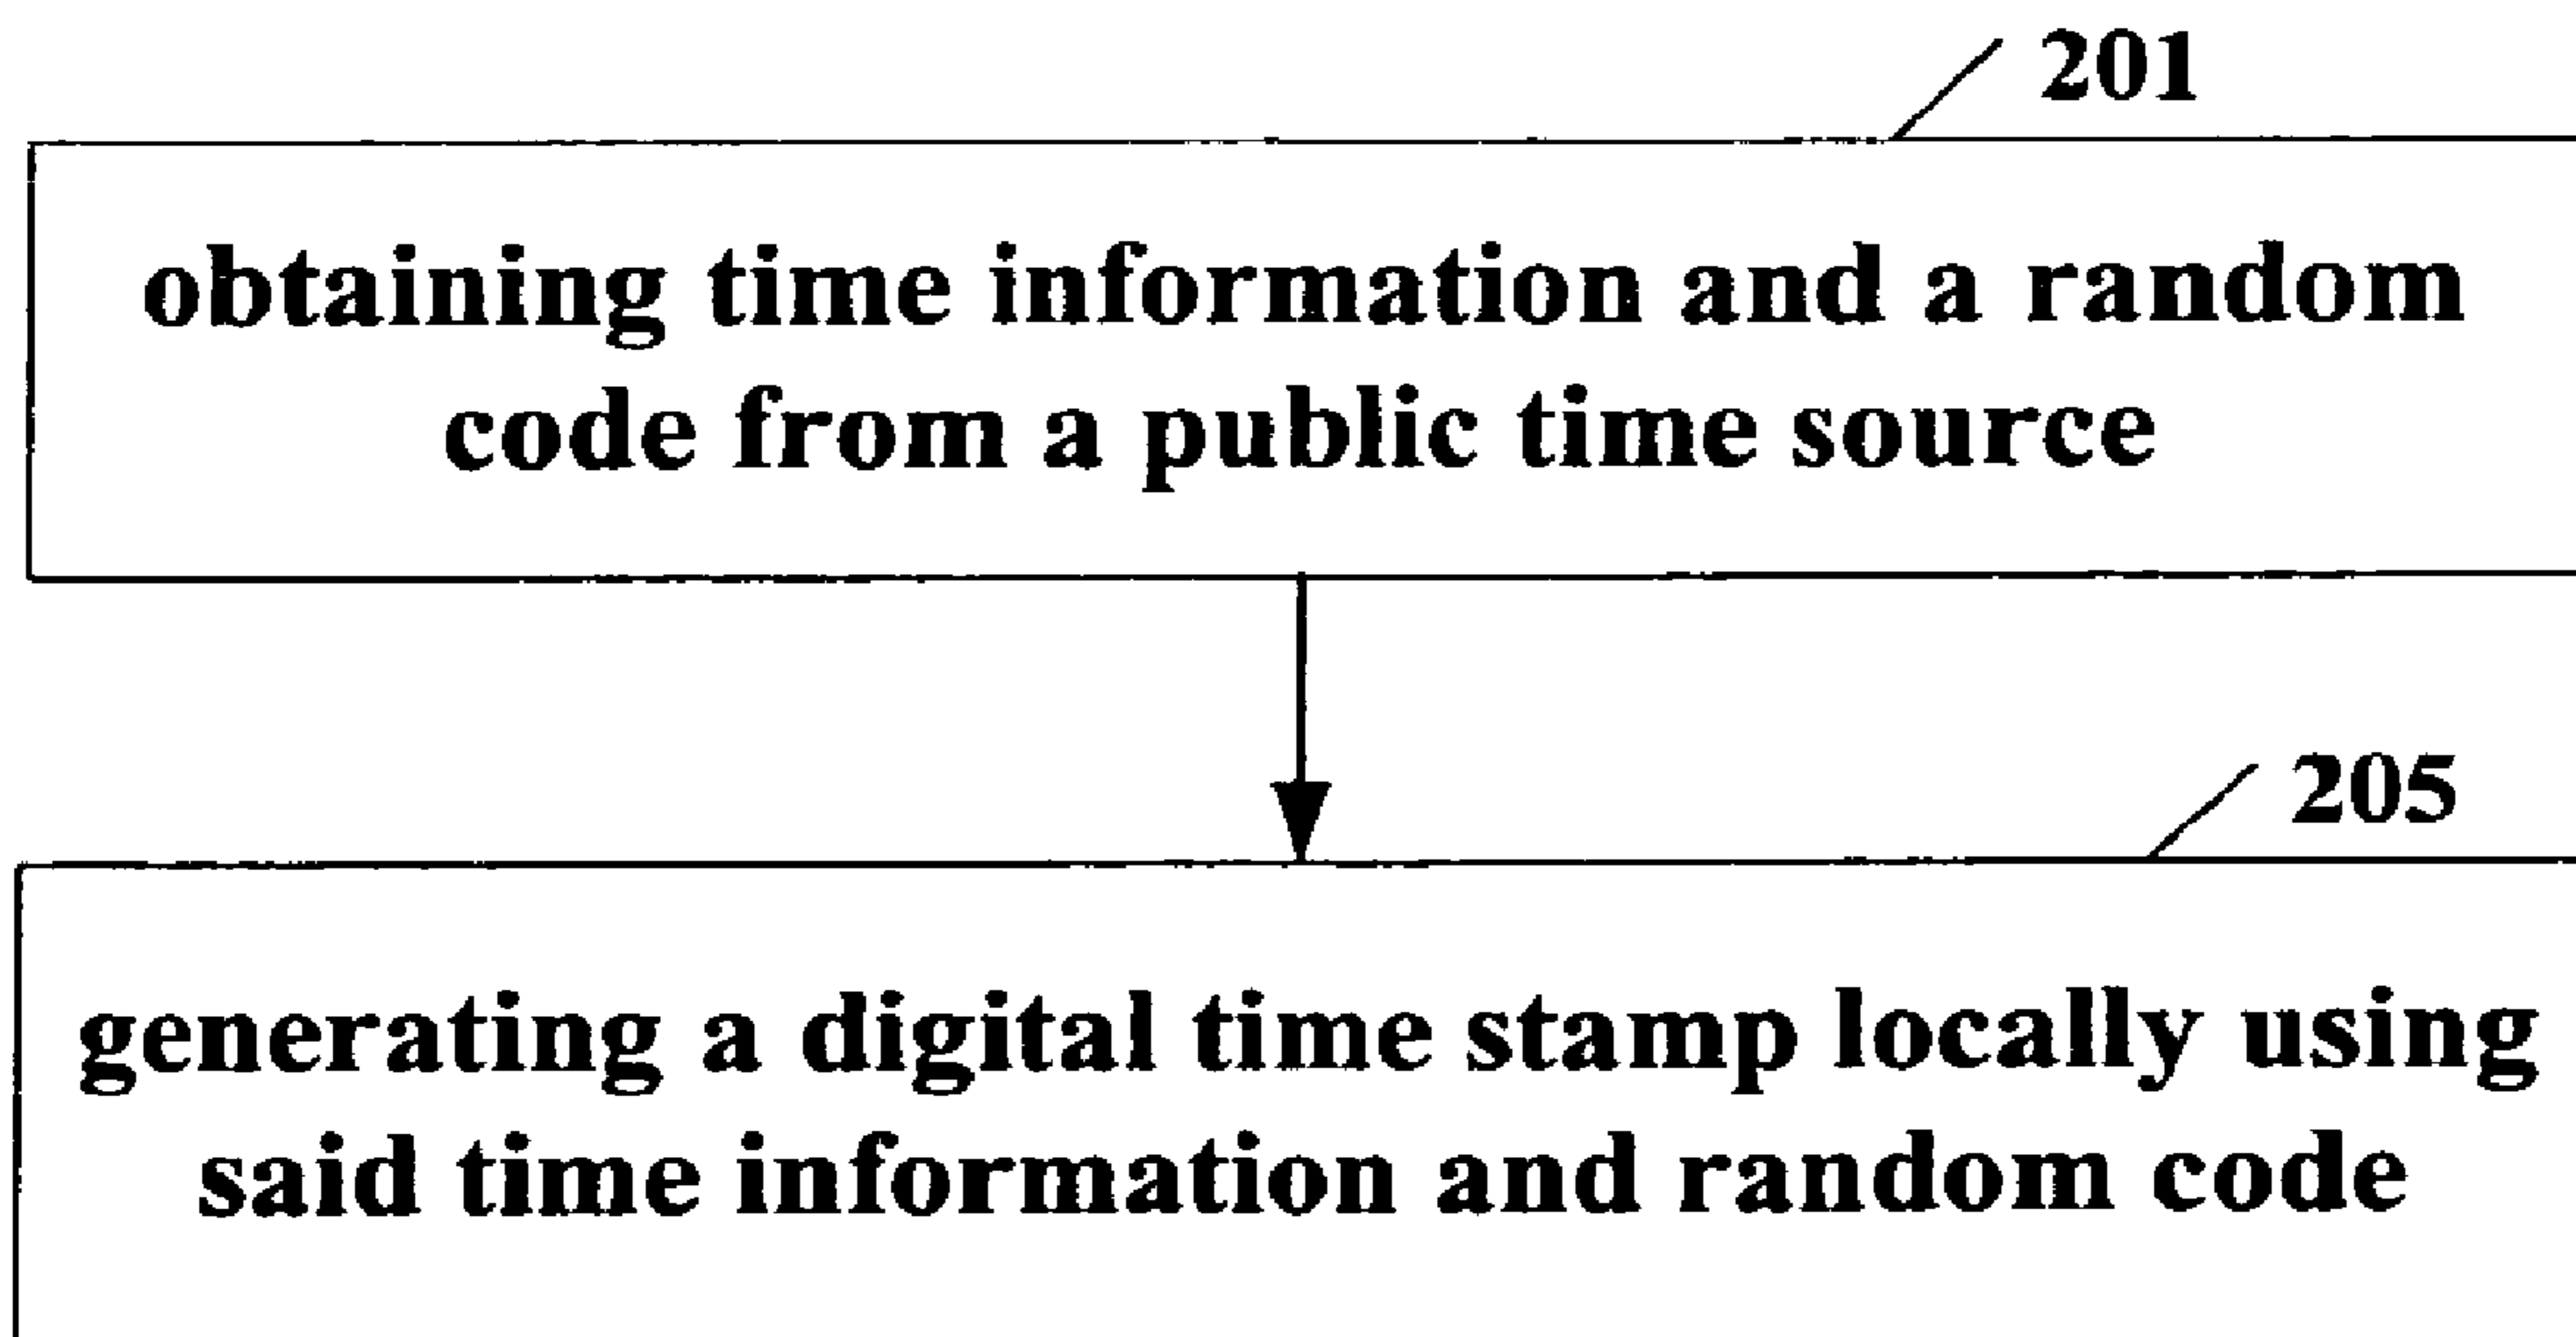 201
obtaining time information and a random
code from a public time source
205
generating a digital time stamp locally using
said time information and random code